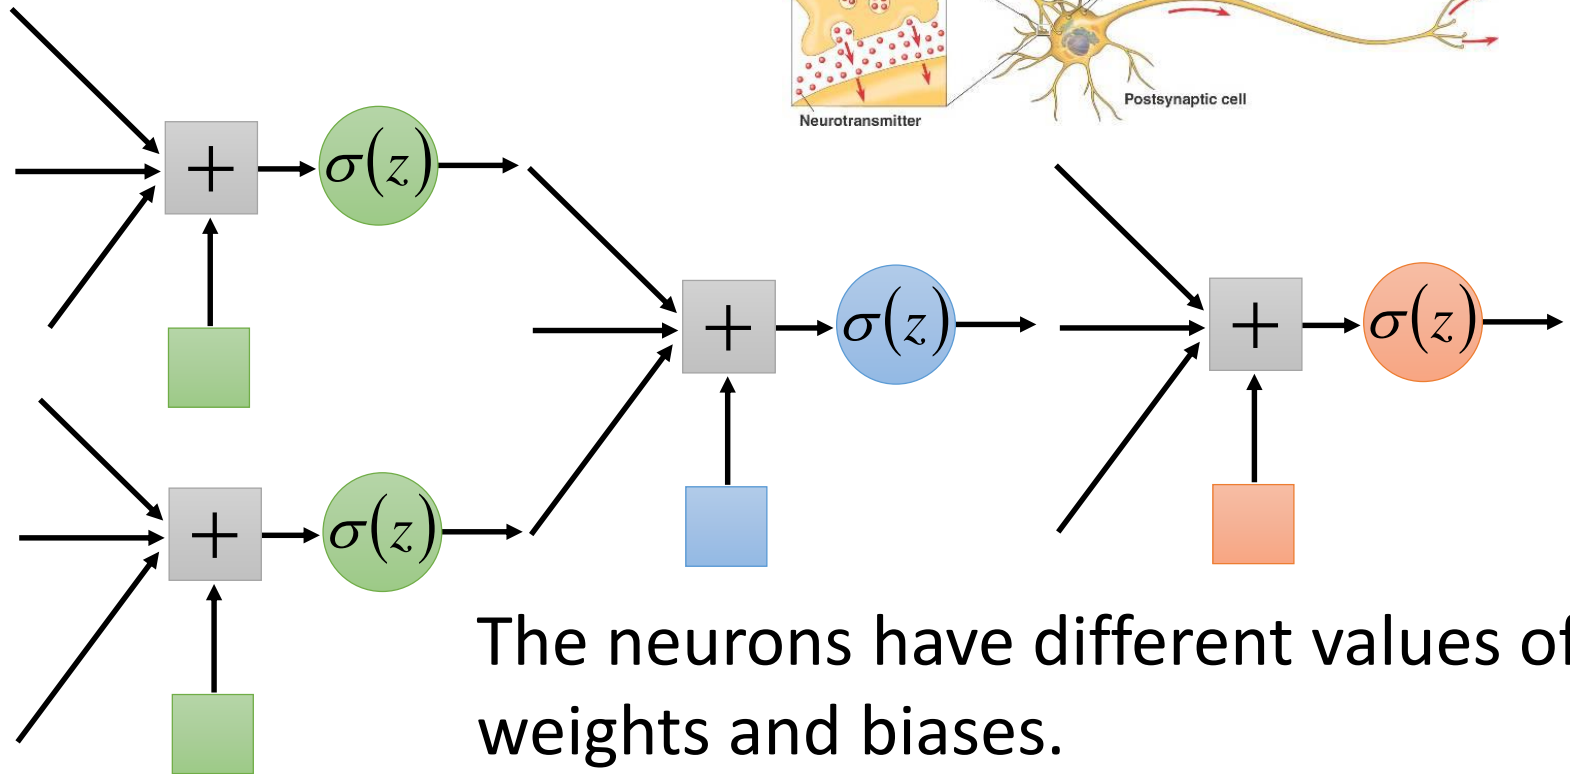 Postsynaptic cell
Neurotransmitter
+
σ(z)
+
σ(z)
+
σ(z)
+
σ(z)
The neurons have different values of
weights and biases.